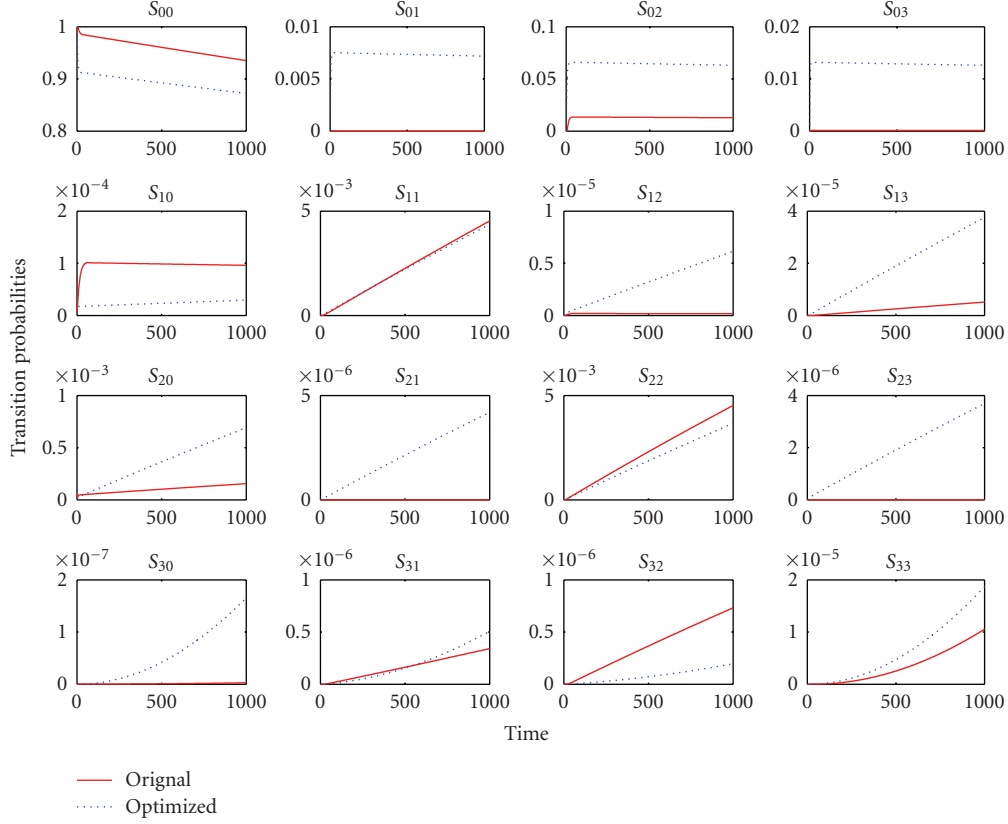 S00 S01 S02 S03
1 0.01 0.1 0.02
0.9 0.005 0.05 0.01
0.8 0 0 0
0 500 1000 0 500 1000 0 500 1000 0 500 1000
×10−4 S10 ×10−3 S11 ×10−5 S12 ×10−5 S13
2 5 1 4
1 0.5 2
0 0 0 0
0 500 1000 0 500 1000 0 500 1000 0 500 1000
Transition probabilities
×10−3 S20 ×10−6 S21 ×10−3 S22 ×10−6 S23
1 5 5 4
0.5 2
0 0 0 0
0 500 1000 0 500 1000 0 500 1000 0 500 1000
×10−7 S30 ×10−6 S31 ×10−6 S32 ×10−5 S33
2 1 1 2
1 0.5 0.5 1
0 0 0 0
0 500 1000 0 500 1000 0 500 1000 0 500 1000
Time
Orignal
Optimized